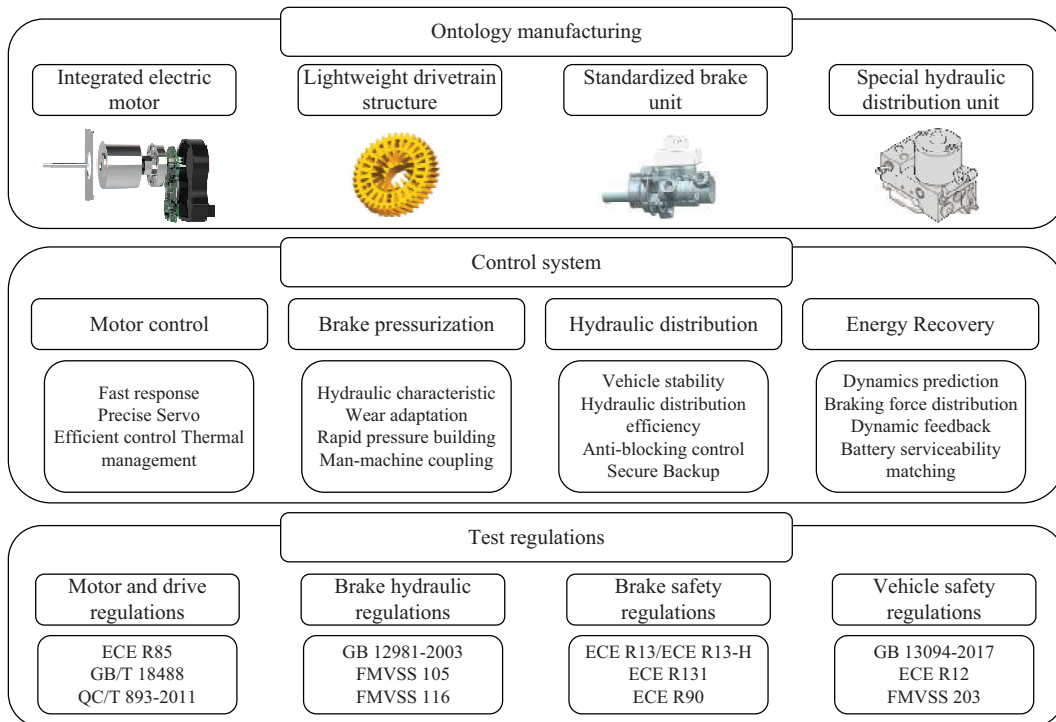 Ontology manufacturing
Integrated electric
motor
Lightweight drivetrain
structure
Standardized brake
unit
Special hydraulic
distribution unit
Control system
Motor control
Brake pressurization
Hydraulic distribution
Energy Recovery
Fast response
Precise Servo
Efficient control Thermal
management
Hydraulic characteristic
Wear adaptation
Rapid pressure building
Man-machine coupling
Vehicle stability
Hydraulic distribution
efficiency
Anti-blocking control
Secure Backup
Dynamics prediction
Braking force distribution
Dynamic feedback
Battery serviceability
matching
Test regulations
Motor and drive
regulations
Brake hydraulic
regulations
Brake safety
regulations
Vehicle safety
regulations
ECE R85
GB/T 18488
QC/T 893-2011
GB 12981-2003
FMVSS 105
FMVSS 116
ECE R13/ECE R13-H
ECE R131
ECE R90
GB 13094-2017
ECE R12
FMVSS 203